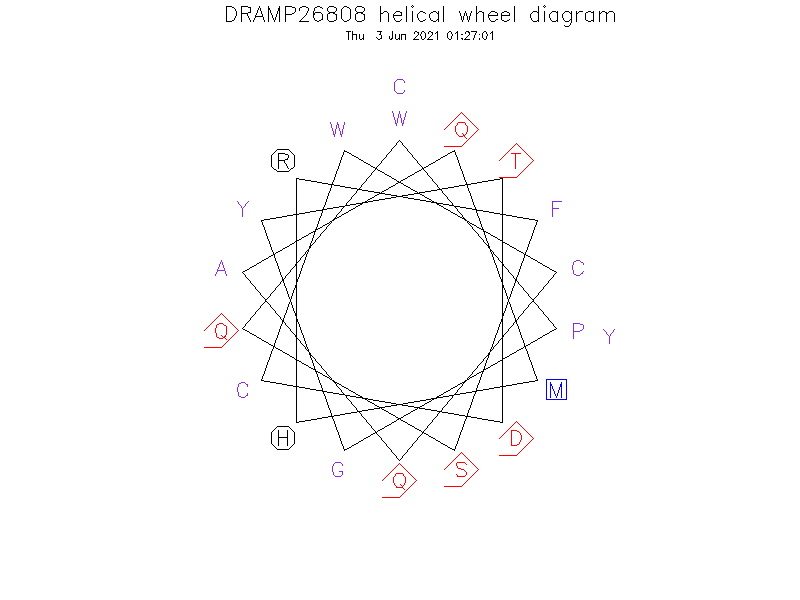 DRAMP26808 helical wheel diagram
Thu 3 Jun 2021 01:27:01
C
W
W
Q
R
T
Y
F
A
C
Q
P
Y
C
M
H
D
G
S
Q